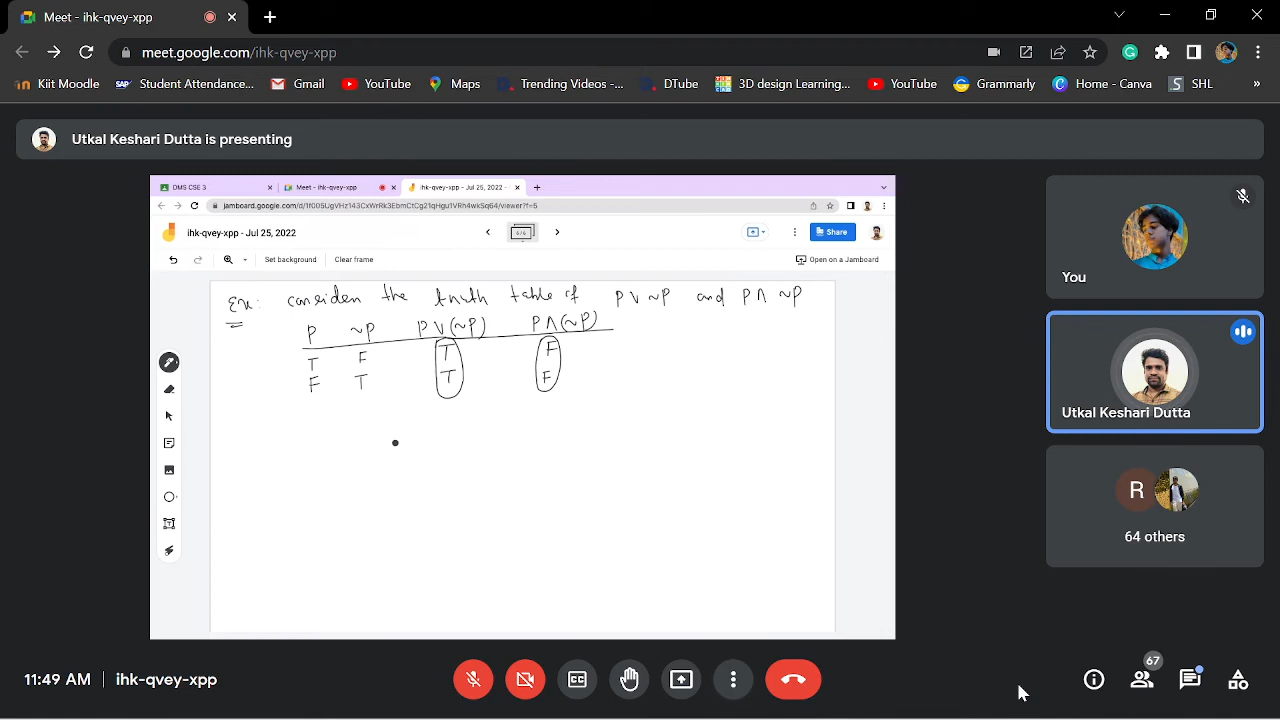 Meet - ihk-qvey-xpp
meet.google.com/ihk-qvey-xpp
Kiit Moodle
SAP Student Attendance...
Gmail
YouTube
Maps
Trending Videos -...
DTube
3D design Learning...
YouTube
Grammarly
Home - Canva
S SHL
»
Utkal Keshari Dutta is presenting
DMS CSE 3
Meet - ihk-qvey-xpp
ihk-qvey-xpp - Jul 25, 2022 -
ihk-qvey-xpp - Jul 25, 2022
6/6
Share
Set background
Clear frame
Open on a Jamboard
Ex: Consider the truth table of P ∨ ~P and P ∧ ~P
P ~P P ∨ (~P) P ∧ (~P)
T F T F
F T T F
You
Utkal Keshari Dutta
R
64 others
11:49 AM | ihk-qvey-xpp
67